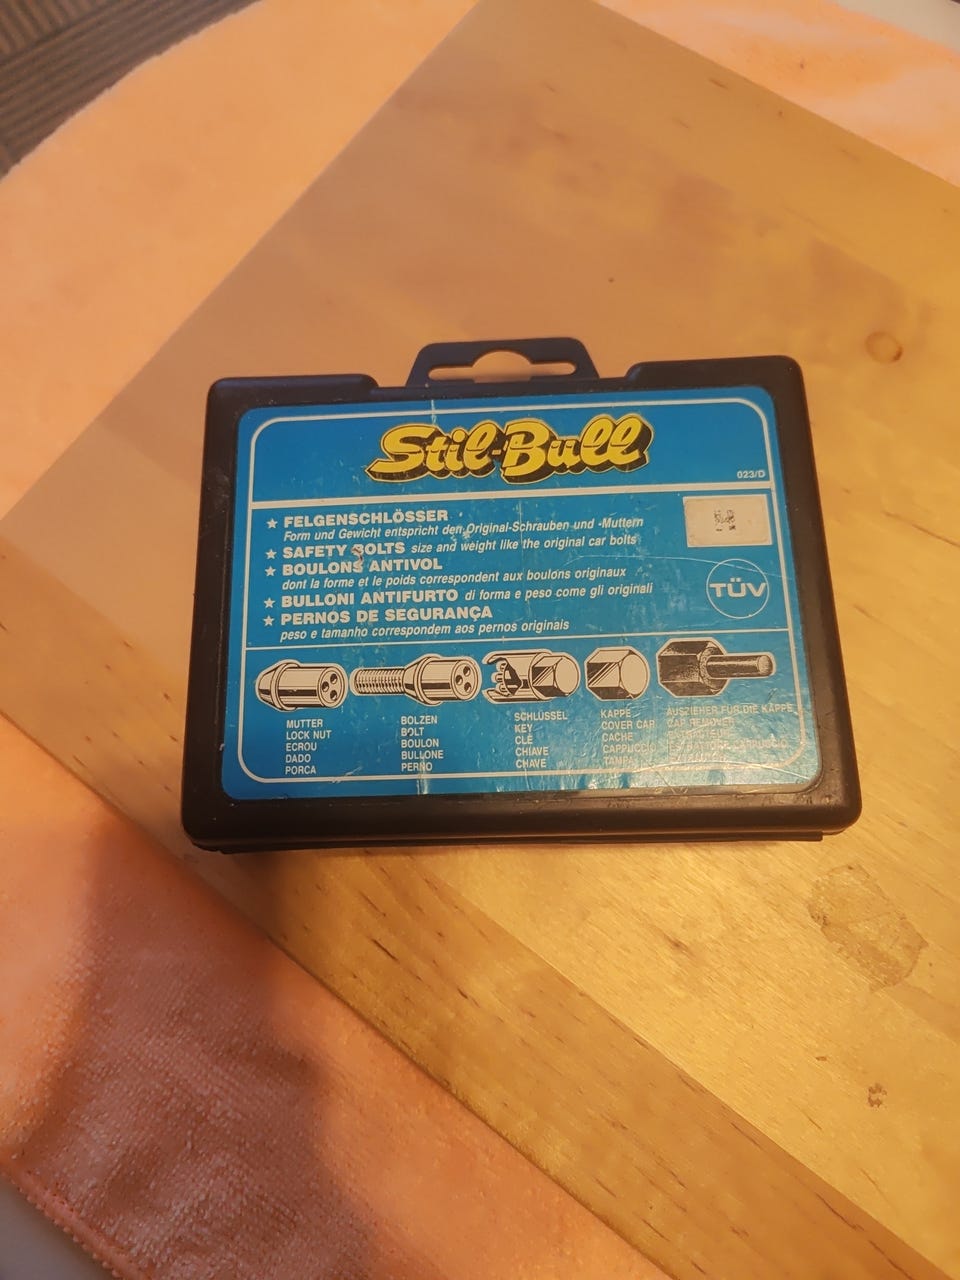 Stil-Bull
023/D
★ FELGENSCHLÖSSER
Form und Gewicht entspricht den Original-Schrauben und -Muttern
★ SAFETY BOLTS size and weight like the original car bolts
★ BOULONS ANTIVOL
dont la forme et le poids correspondent aux boulons originaux
★ BULLONI ANTIFURTO di forma e peso come gli originali
★ PERNOS DE SEGURANÇA
peso e tamanho correspondem aos pernos originais
TÜV
MUTTER
LOCK NUT
ECROU
DADO
PORCA
BOLZEN
BOLT
BOULON
BULLONE
PERNO
SCHLÜSSEL
KEY
CLÉ
CHIAVE
CHAVE
KAPPE
COVER CAP
CACHE
CAPPUCCIO
AUSZIEHER FÜR DIE KAPPE
CAP REMOVER
CAPPUCCIO